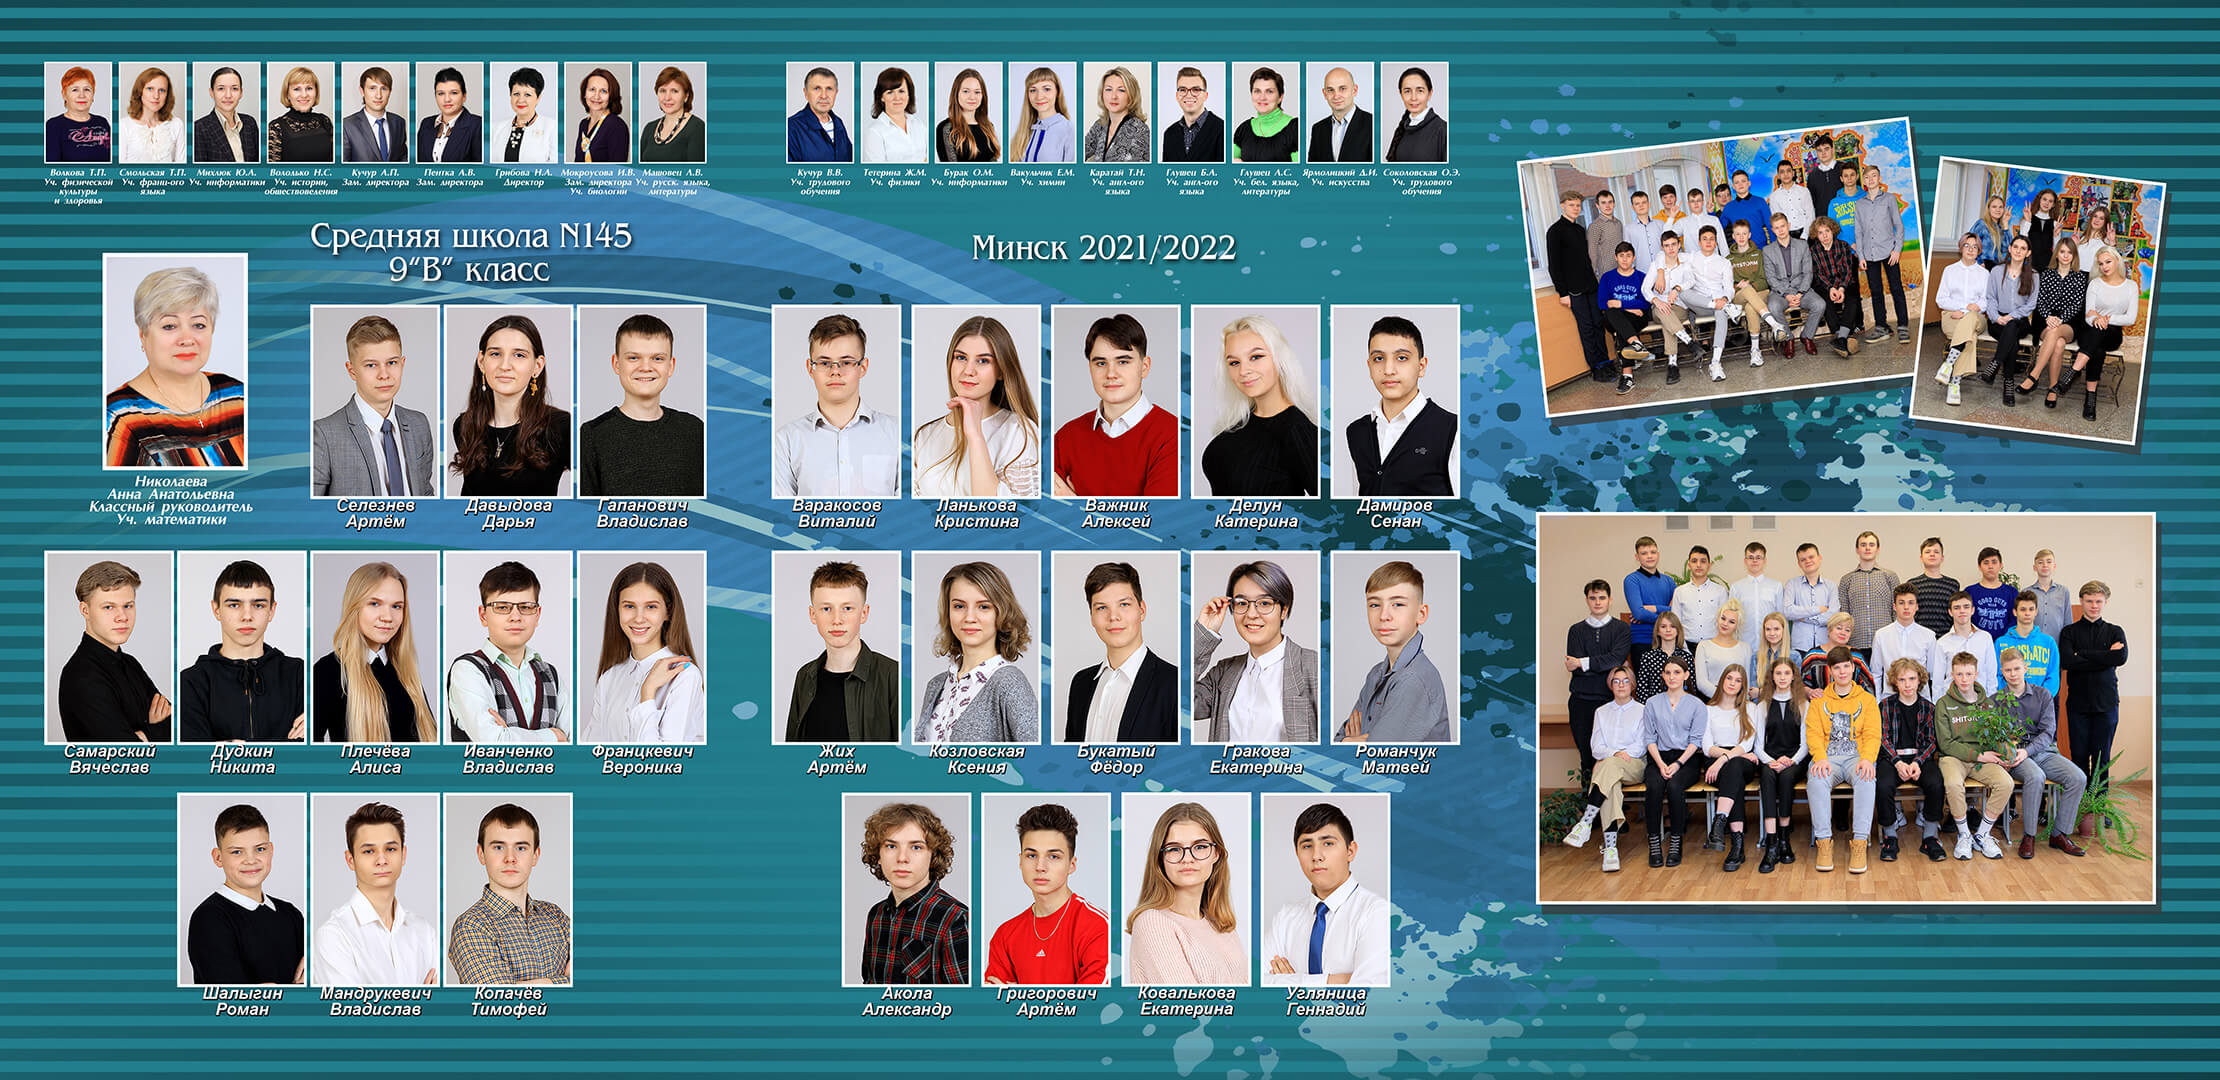 Волкова Т.П.
Уч. физической
культуры
и здоровья
Смольская Т.П.
Уч. франц-ого
языка
Михлюк Ю.А.
Уч. информатики
Володько Н.С.
Уч. истории,
обществоведения
Кучур А.П.
Зам. директора
Пентка А.В.
Зам. директора
Грибова Н.А.
Директор
Мокроусова И.В.
Зам. директора
Уч. биологии
Машовец Л.В.
Уч. русск. языка,
литературы
Кучур В.В.
Уч. трудового
обучения
Тетерина Ж.М.
Уч. физики
Бурак О.М.
Уч. информатики
Вакульчик Е.М.
Уч. химии
Каратай Т.Н.
Уч. англ-ого
языка
Глушец Б.А.
Уч. англ-ого
языка
Глушец А.С.
Уч. бел. языка,
литературы
Ярмолицкий Д.И.
Уч. искусства
Соколовская О.Э.
Уч. трудового
обучения
Средняя школа N145
9"В" класс
Минск 2021/2022
Николаева
Анна Анатольевна
Классный руководитель
Уч. математики
Селезнев
Артём
Давыдова
Дарья
Гапанович
Владислав
Варакосов
Виталий
Ланькова
Кристина
Важник
Алексей
Делун
Катерина
Дамиров
Сенан
Самарский
Вячеслав
Дудкин
Никита
Плечёва
Алиса
Иванченко
Владислав
Францкевич
Вероника
Жих
Артём
Козловская
Ксения
Букатый
Фёдор
Гракова
Екатерина
Романчук
Матвей
Шалыгин
Роман
Мандрукевич
Владислав
Копачёв
Тимофей
Акола
Александр
Григорович
Артём
Ковалькова
Екатерина
Угляница
Геннадий